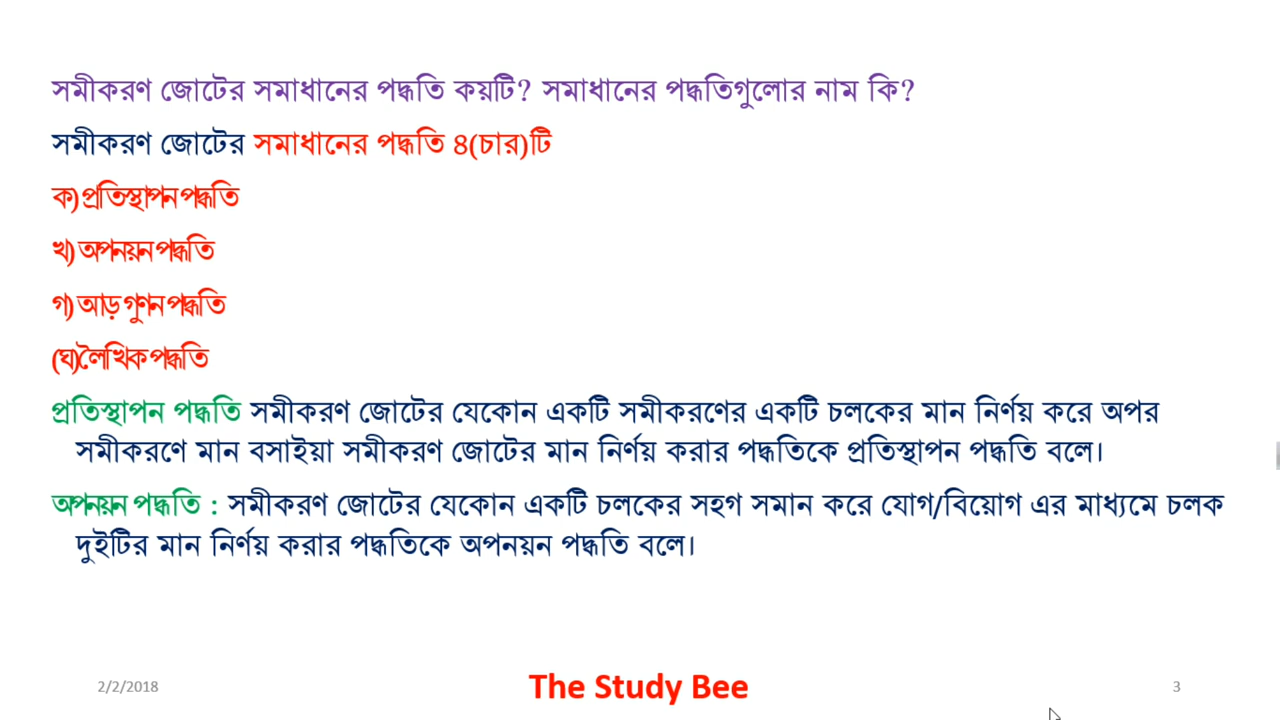 সমীকরণ জোটের সমাধানের পদ্ধতি কয়টি? সমাধানের পদ্ধতিগুলোর নাম কি?
সমীকরণ জোটের সমাধানের পদ্ধতি ৪(চার)টি
ক) প্রতিস্থাপন পদ্ধতি
খ) অপনয়ন পদ্ধতি
গ) আড় গুণন পদ্ধতি
(ঘ)লৈখিক পদ্ধতি
প্রতিস্থাপন পদ্ধতি সমীকরণ জোটের যেকোন একটি সমীকরণের একটি চলকের মান নির্ণয় করে অপর
সমীকরণে মান বসাইয়া সমীকরণ জোটের মান নির্ণয় করার পদ্ধতিকে প্রতিস্থাপন পদ্ধতি বলে।
অপনয়ন পদ্ধতি : সমীকরণ জোটের যেকোন একটি চলকের সহগ সমান করে যোগ/বিয়োগ এর মাধ্যমে চলক
দুইটির মান নির্ণয় করার পদ্ধতিকে অপনয়ন পদ্ধতি বলে।
2/2/2018
The Study Bee
3